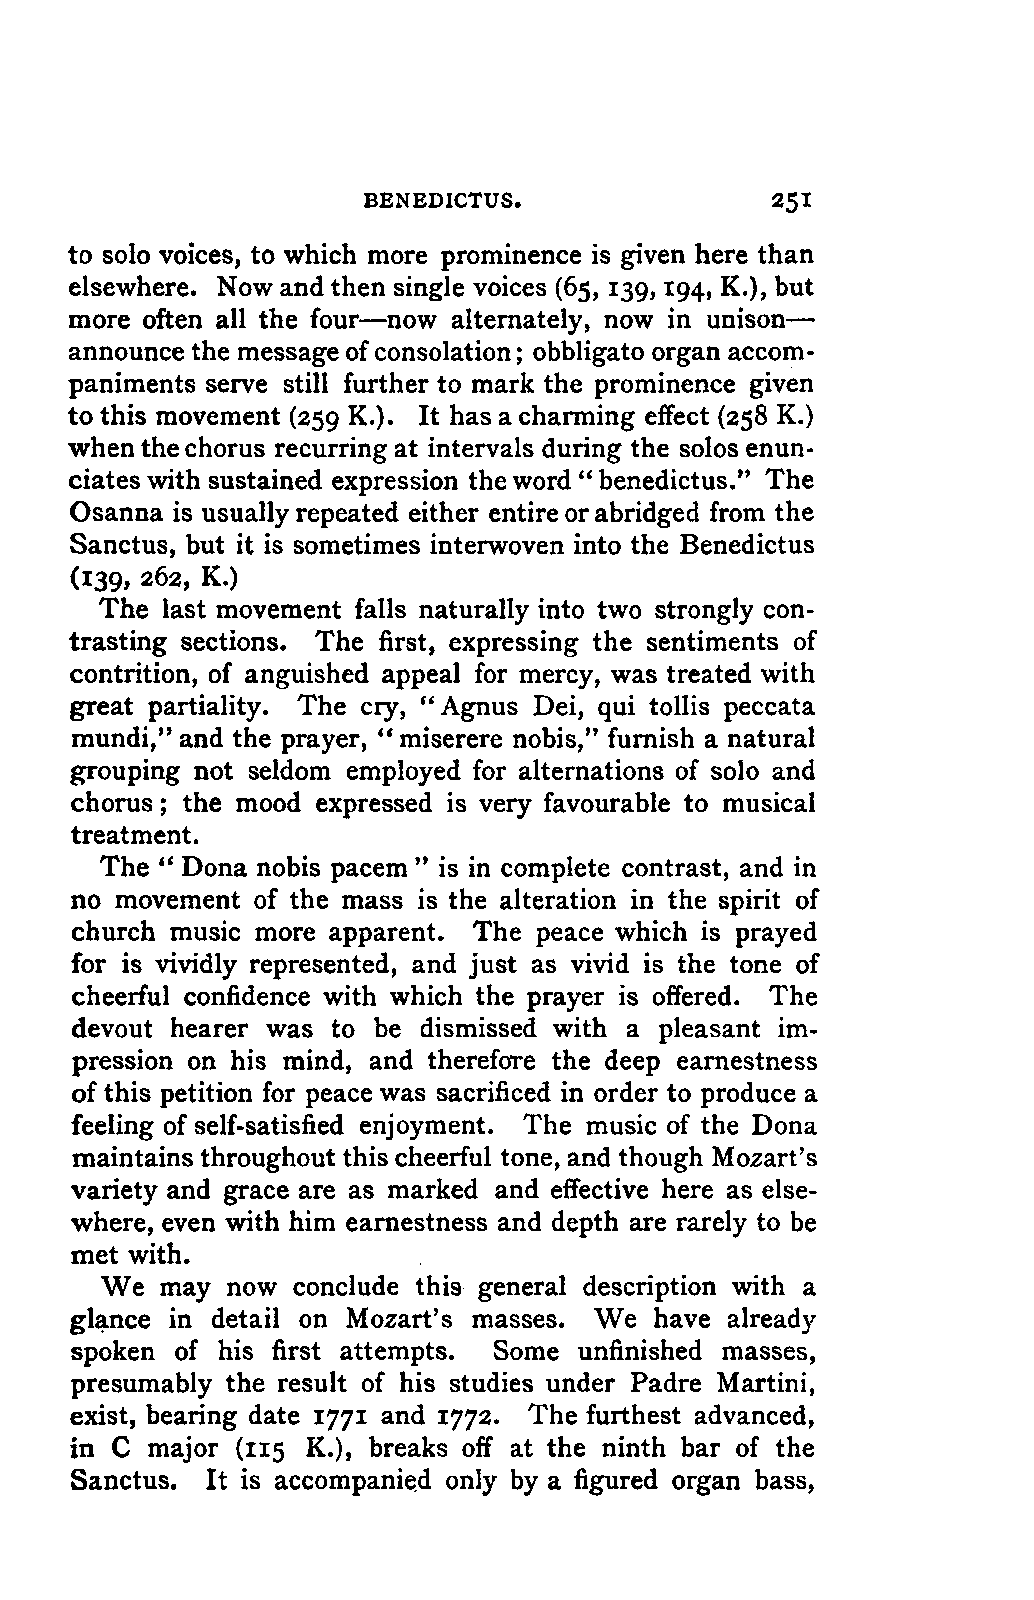 BENEDICTUS. 251
to solo voices, to which more prominence is given here than
elsewhere. Now and then single voices (65, 139, 194, K.), but
more often all the four—now alternately, now in unison—
announce the message of consolation; obbligato organ accom-
paniments serve still further to mark the prominence given
to this movement (259 K.). It has a charming effect (258 K.)
when the chorus recurring at intervals during the solos enun-
ciates with sustained expression the word "benedictus." The
Osanna is usually repeated either entire or abridged from the
Sanctus, but it is sometimes interwoven into the Benedictus
(139, 262, K.)
The last movement falls naturally into two strongly con-
trasting sections. The first, expressing the sentiments of
contrition, of anguished appeal for mercy, was treated with
great partiality. The cry, "Agnus Dei, qui tollis peccata
mundi," and the prayer, "miserere nobis," furnish a natural
grouping not seldom employed for alternations of solo and
chorus; the mood expressed is very favourable to musical
treatment.
The "Dona nobis pacem" is in complete contrast, and in
no movement of the mass is the alteration in the spirit of
church music more apparent. The peace which is prayed
for is vividly represented, and just as vivid is the tone of
cheerful confidence with which the prayer is offered. The
devout hearer was to be dismissed with a pleasant im-
pression on his mind, and therefore the deep earnestness
of this petition for peace was sacrificed in order to produce a
feeling of self-satisfied enjoyment. The music of the Dona
maintains throughout this cheerful tone, and though Mozart's
variety and grace are as marked and effective here as else-
where, even with him earnestness and depth are rarely to be
met with.
We may now conclude this general description with a
glance in detail on Mozart's masses. We have already
spoken of his first attempts. Some unfinished masses,
presumably the result of his studies under Padre Martini,
exist, bearing date 1771 and 1772. The furthest advanced,
in C major (115 K.), breaks off at the ninth bar of the
Sanctus. It is accompanied only by a figured organ bass,